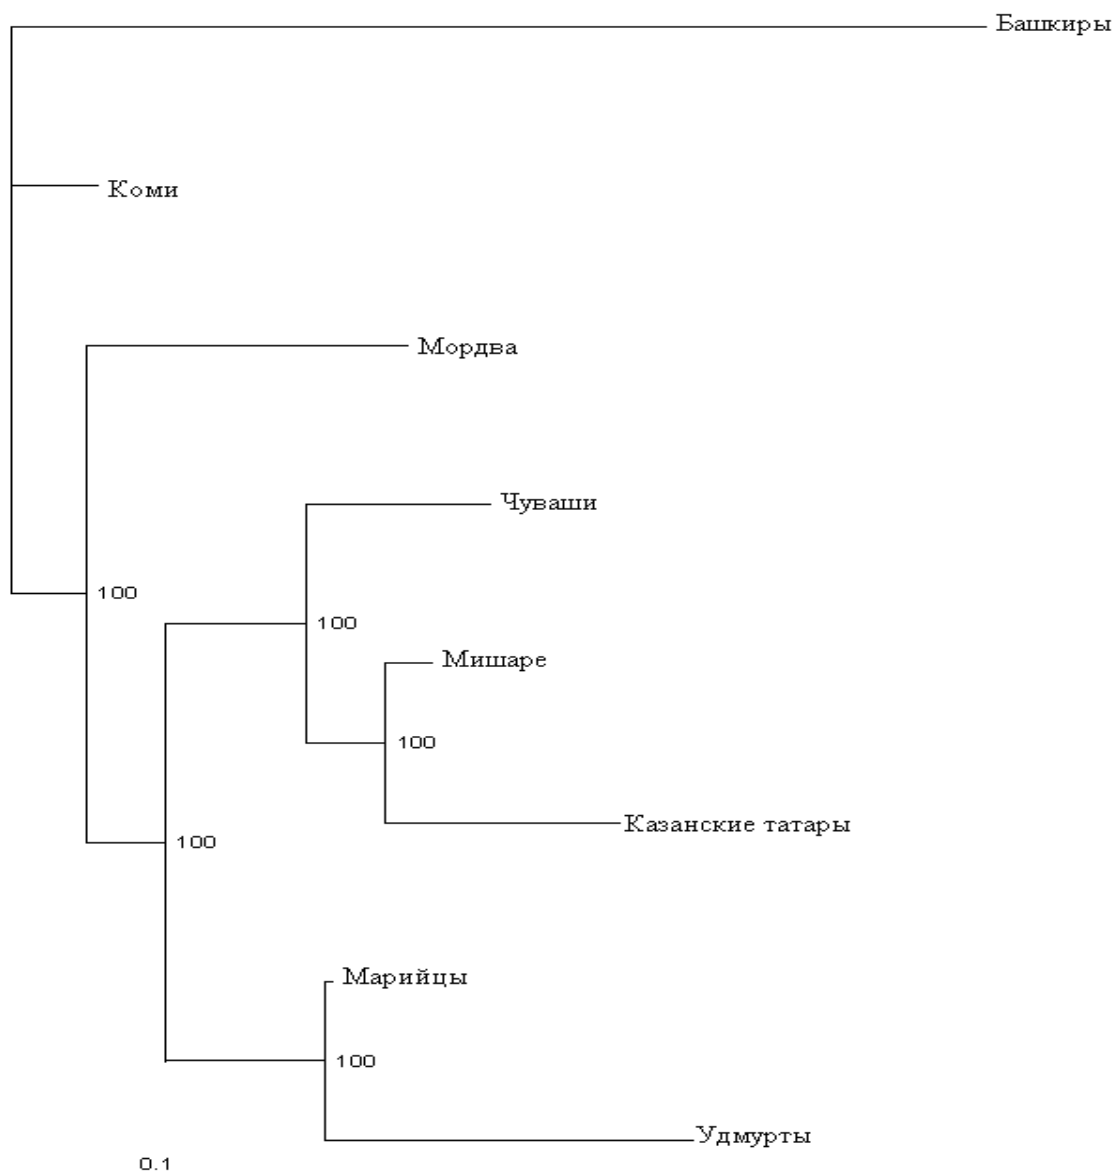 Башкиры
Коми
Мордва
Чуваши
100
100
Мишаре
100
Казанские татары
100
Марийцы
100
Удмурты
0.1